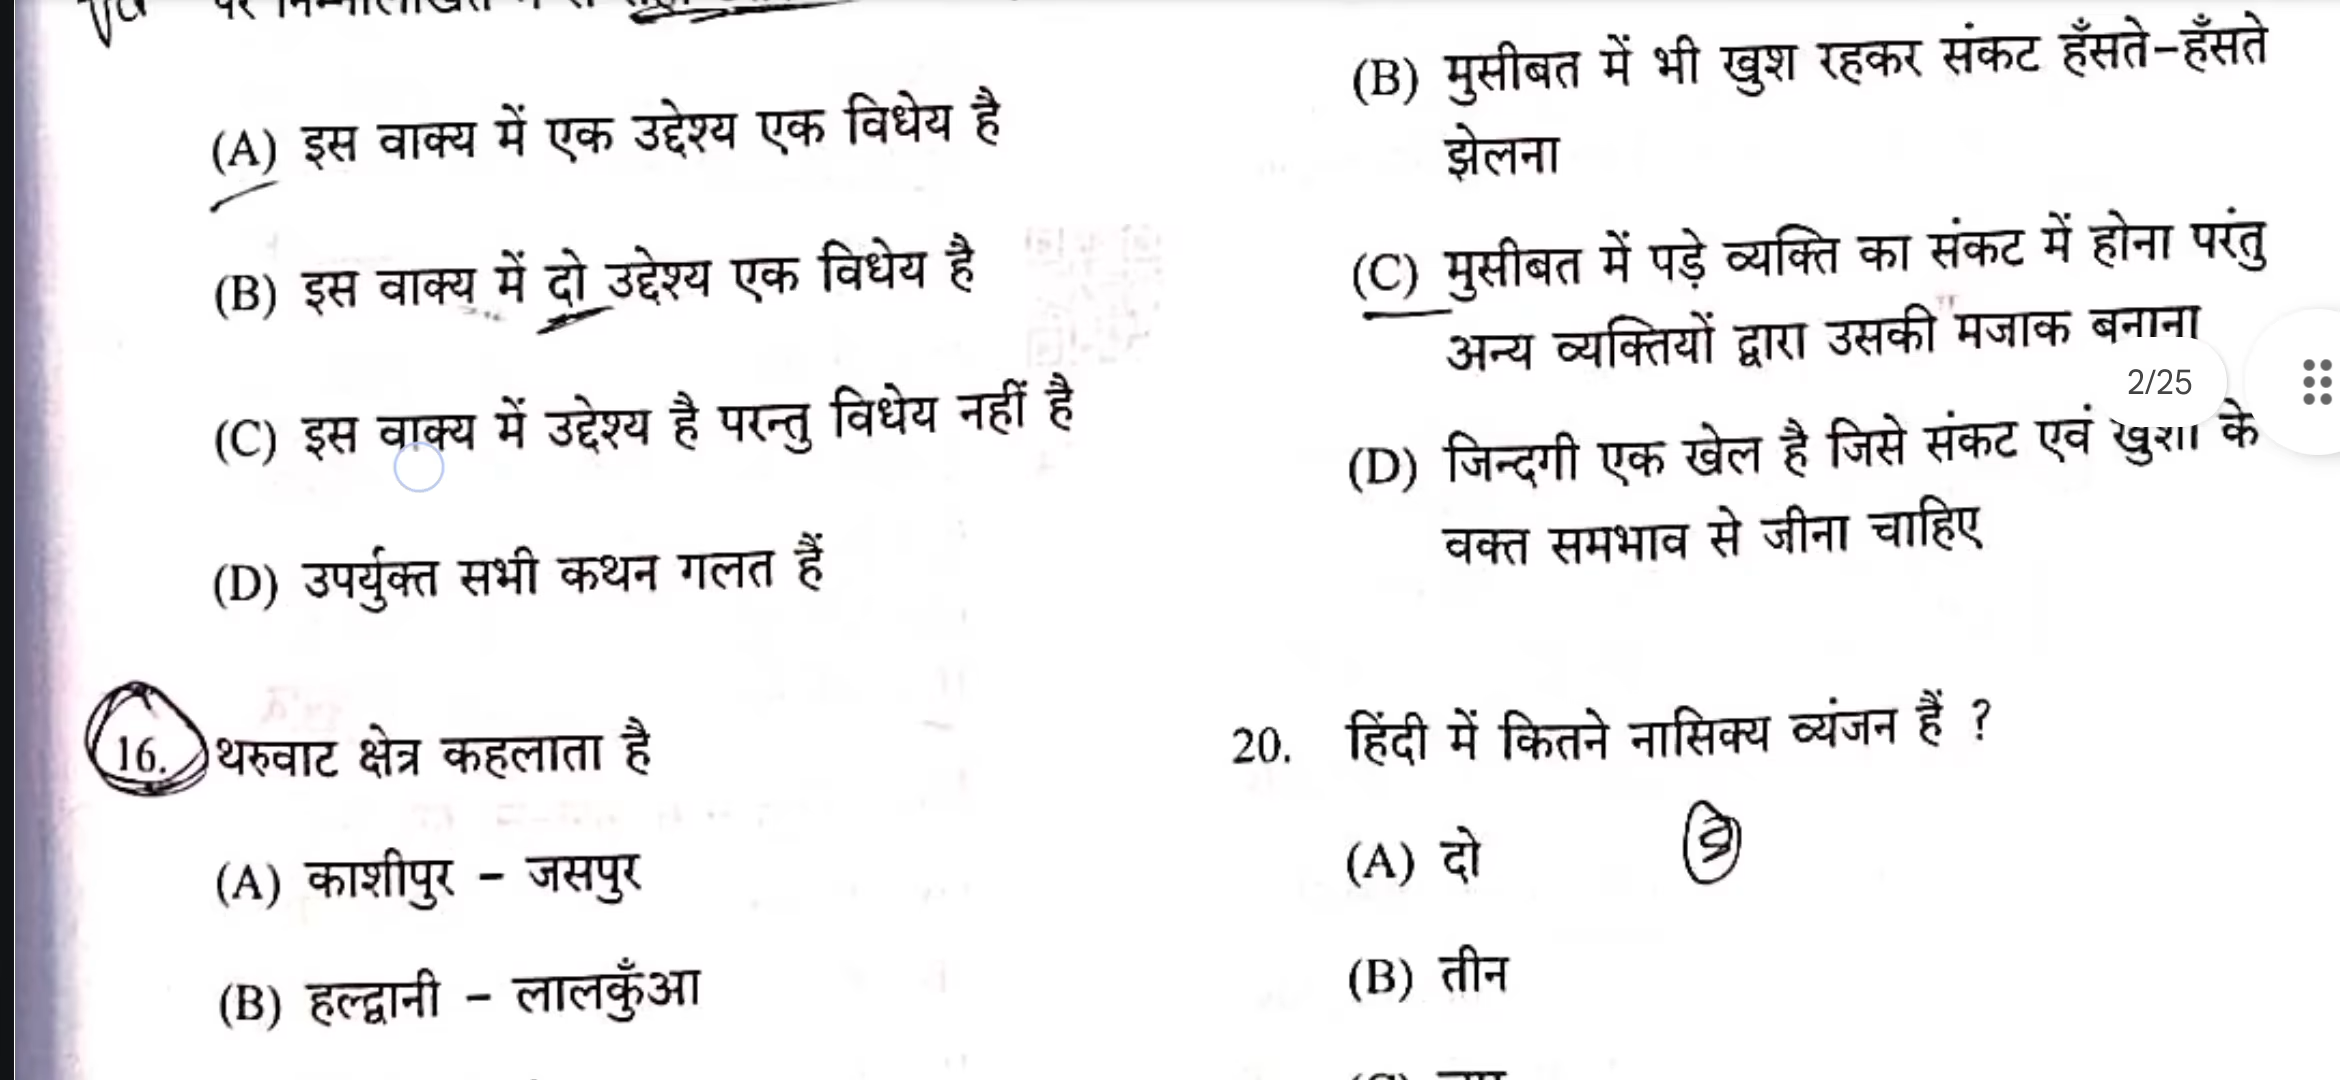 (A) इस वाक्य में एक उद्देश्य एक विधेय है
(B) इस वाक्य में दो उद्देश्य एक विधेय है
(C) इस वाक्य में उद्देश्य है परन्तु विधेय नहीं है
(D) उपर्युक्त सभी कथन गलत हैं
16. थरुवाट क्षेत्र कहलाता है
(A) काशीपुर – जसपुर
(B) हल्द्वानी – लालकुँआ
(B) मुसीबत में भी खुश रहकर संकट हँसते-हँसते
झेलना
(C) मुसीबत में पड़े व्यक्ति का संकट में होना परंतु
अन्य व्यक्तियों द्वारा उसकी मजाक बनाना
2/25
(D) जिन्दगी एक खेल है जिसे संकट एवं खुशी के
वक्त समभाव से जीना चाहिए
20. हिंदी में कितने नासिक्य व्यंजन हैं ?
(A) दो
(B) तीन